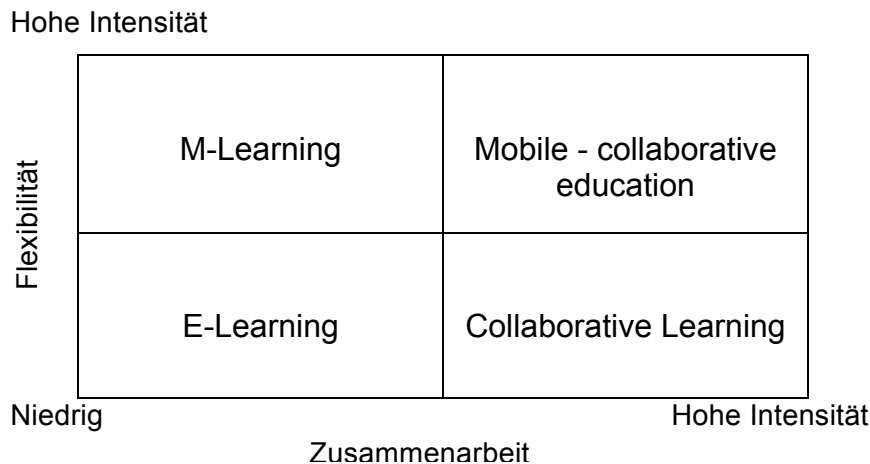 Hohe Intensität
M-Learning
Mobile - collaborative
education
Flexibilität
E-Learning
Collaborative Learning
Niedrig
Hohe Intensität
Zusammenarbeit